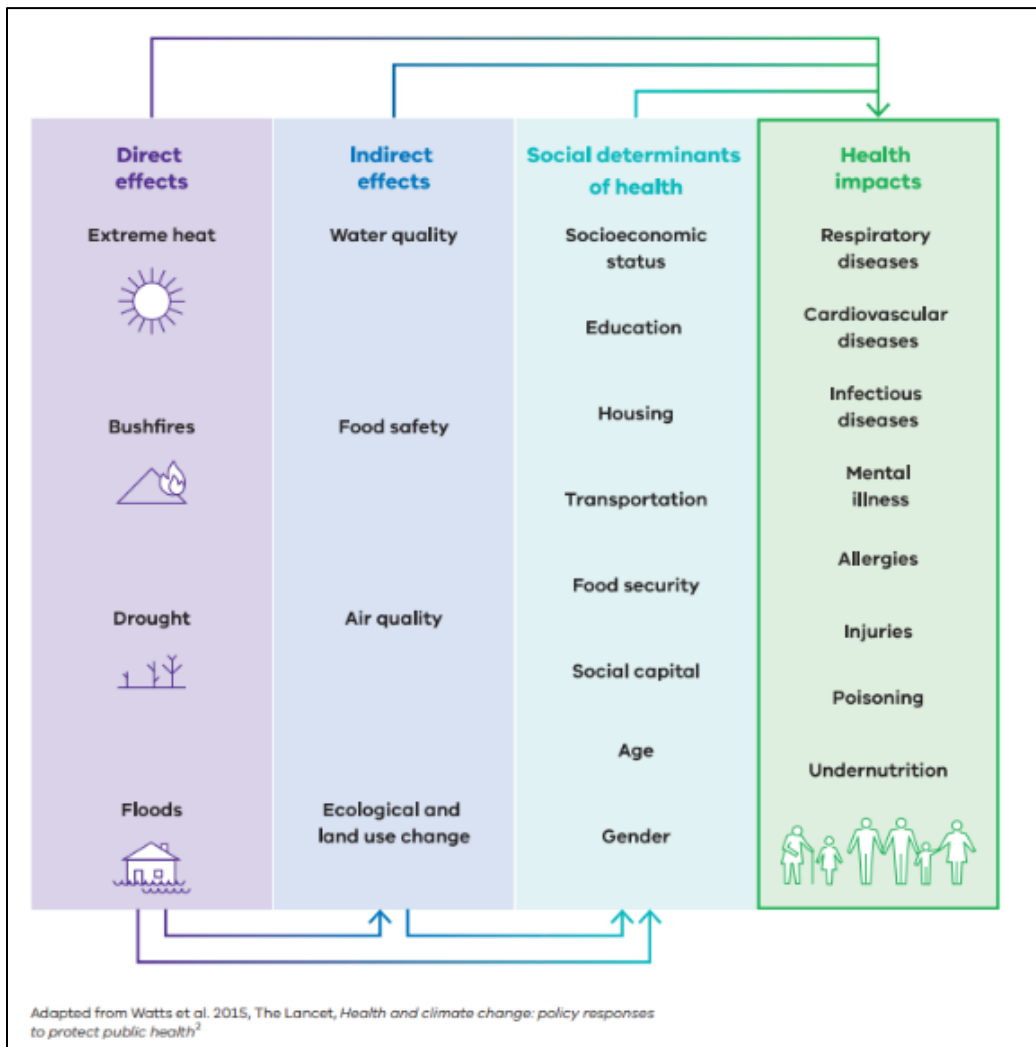 Direct
effects
Extreme heat
Bushfires
Drought
Floods
Indirect
effects
Water quality
Food safety
Air quality
Ecological and
land use change
Social determinants
of health
Socioeconomic
status
Education
Housing
Transportation
Food security
Social capital
Age
Gender
Health
impacts
Respiratory
diseases
Cardiovascular
diseases
Infectious
diseases
Mental
illness
Allergies
Injuries
Poisoning
Undernutrition
Adapted from Watts et al. 2015, The Lancet, Health and climate change: policy responses
to protect public health²